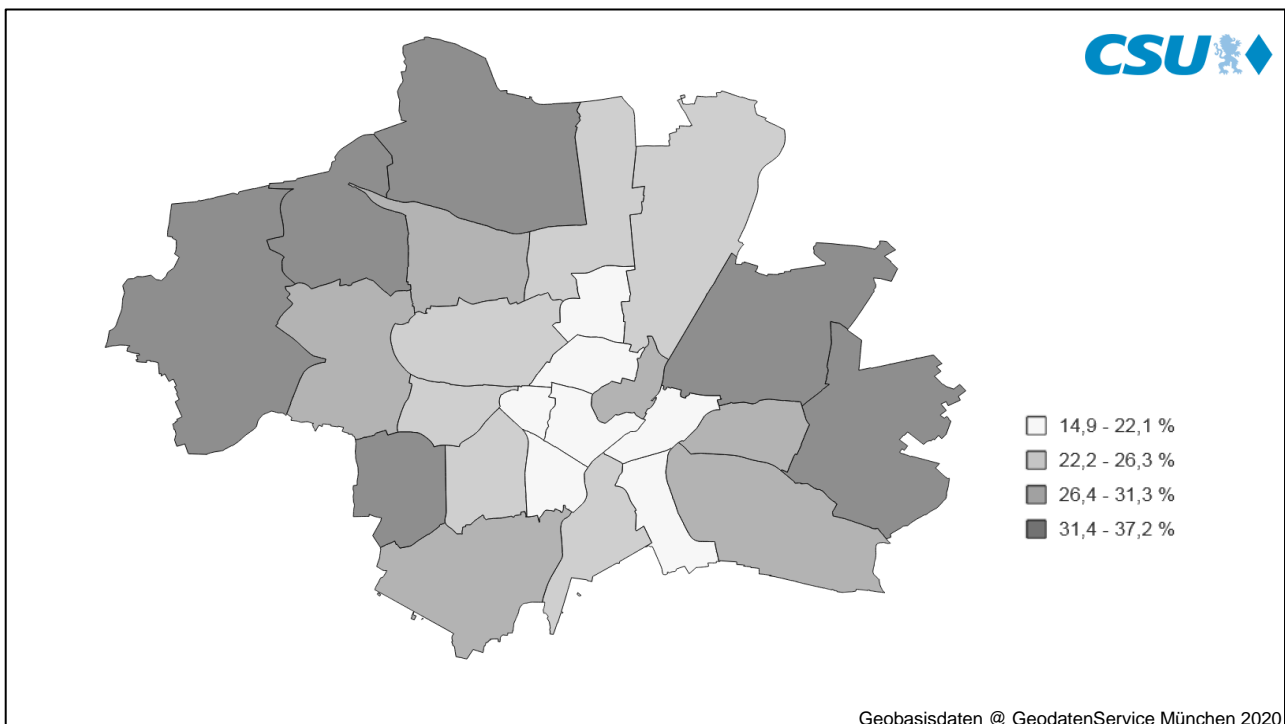 CSU
14,9 - 22,1 %
22,2 - 26,3 %
26,4 - 31,3 %
31,4 - 37,2 %
Geobasisdaten @ GeodatenService München 2020